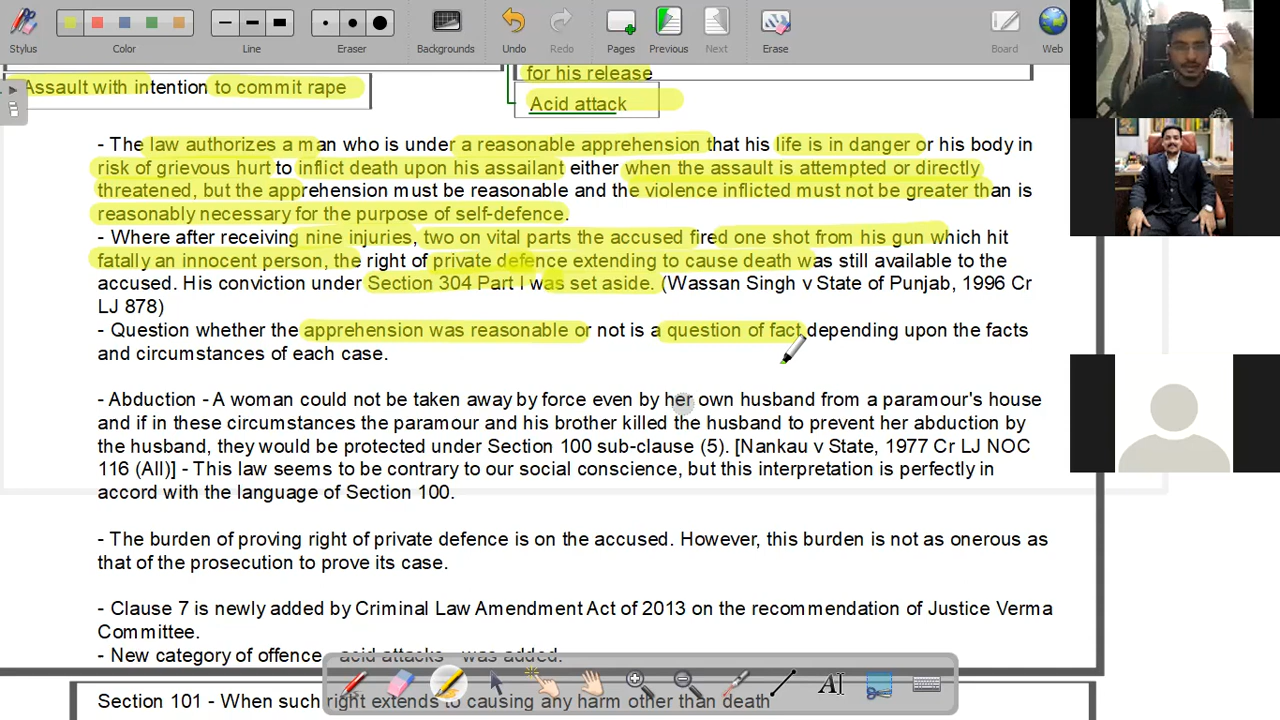 Stylus
Color
Line
Eraser
Backgrounds
Undo
Redo
Pages
Previous
Next
Erase
Board
Web
Assault with intention to commit rape
for his release
Acid attack
- The law authorizes a man who is under a reasonable apprehension that his life is in danger or his body in
risk of grievous hurt to inflict death upon his assailant either when the assault is attempted or directly
threatened, but the apprehension must be reasonable and the violence inflicted must not be greater than is
reasonably necessary for the purpose of self-defence.
- Where after receiving nine injuries, two on vital parts the accused fired one shot from his gun which hit
fatally an innocent person, the right of private defence extending to cause death was still available to the
accused. His conviction under Section 304 Part I was set aside. (Wassan Singh v State of Punjab, 1996 Cr
LJ 878)
- Question whether the apprehension was reasonable or not is a question of fact depending upon the facts
and circumstances of each case.
- Abduction - A woman could not be taken away by force even by her own husband from a paramour's house
and if in these circumstances the paramour and his brother killed the husband to prevent her abduction by
the husband, they would be protected under Section 100 sub-clause (5). [Nankau v State, 1977 Cr LJ NOC
116 (All)] - This law seems to be contrary to our social conscience, but this interpretation is perfectly in
accord with the language of Section 100.
- The burden of proving right of private defence is on the accused. However, this burden is not as onerous as
that of the prosecution to prove its case.
- Clause 7 is newly added by Criminal Law Amendment Act of 2013 on the recommendation of Justice Verma
Committee.
- New category of offence - acid attacks - was added.
Section 101 - When such right extends to causing any harm other than death